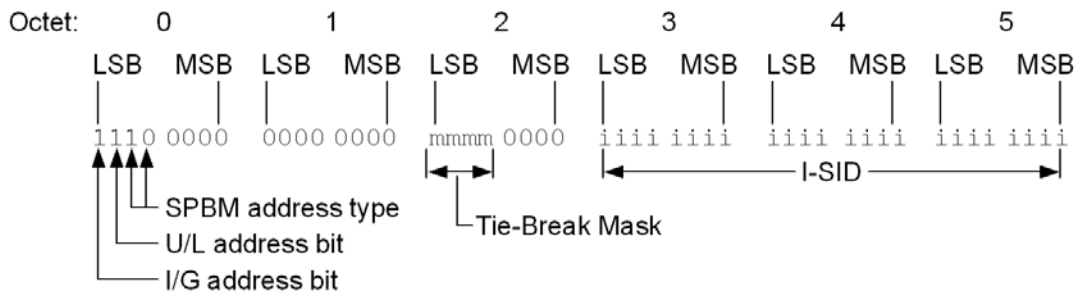 Octet: 0 1 2 3 4 5
LSB MSB LSB MSB LSB MSB LSB MSB LSB MSB LSB MSB
1110 0000 0000 0000 mmmm 0000 iiii iiii iiii iiii iiii iiii
I-SID
SPBM address type
Tie-Break Mask
U/L address bit
I/G address bit